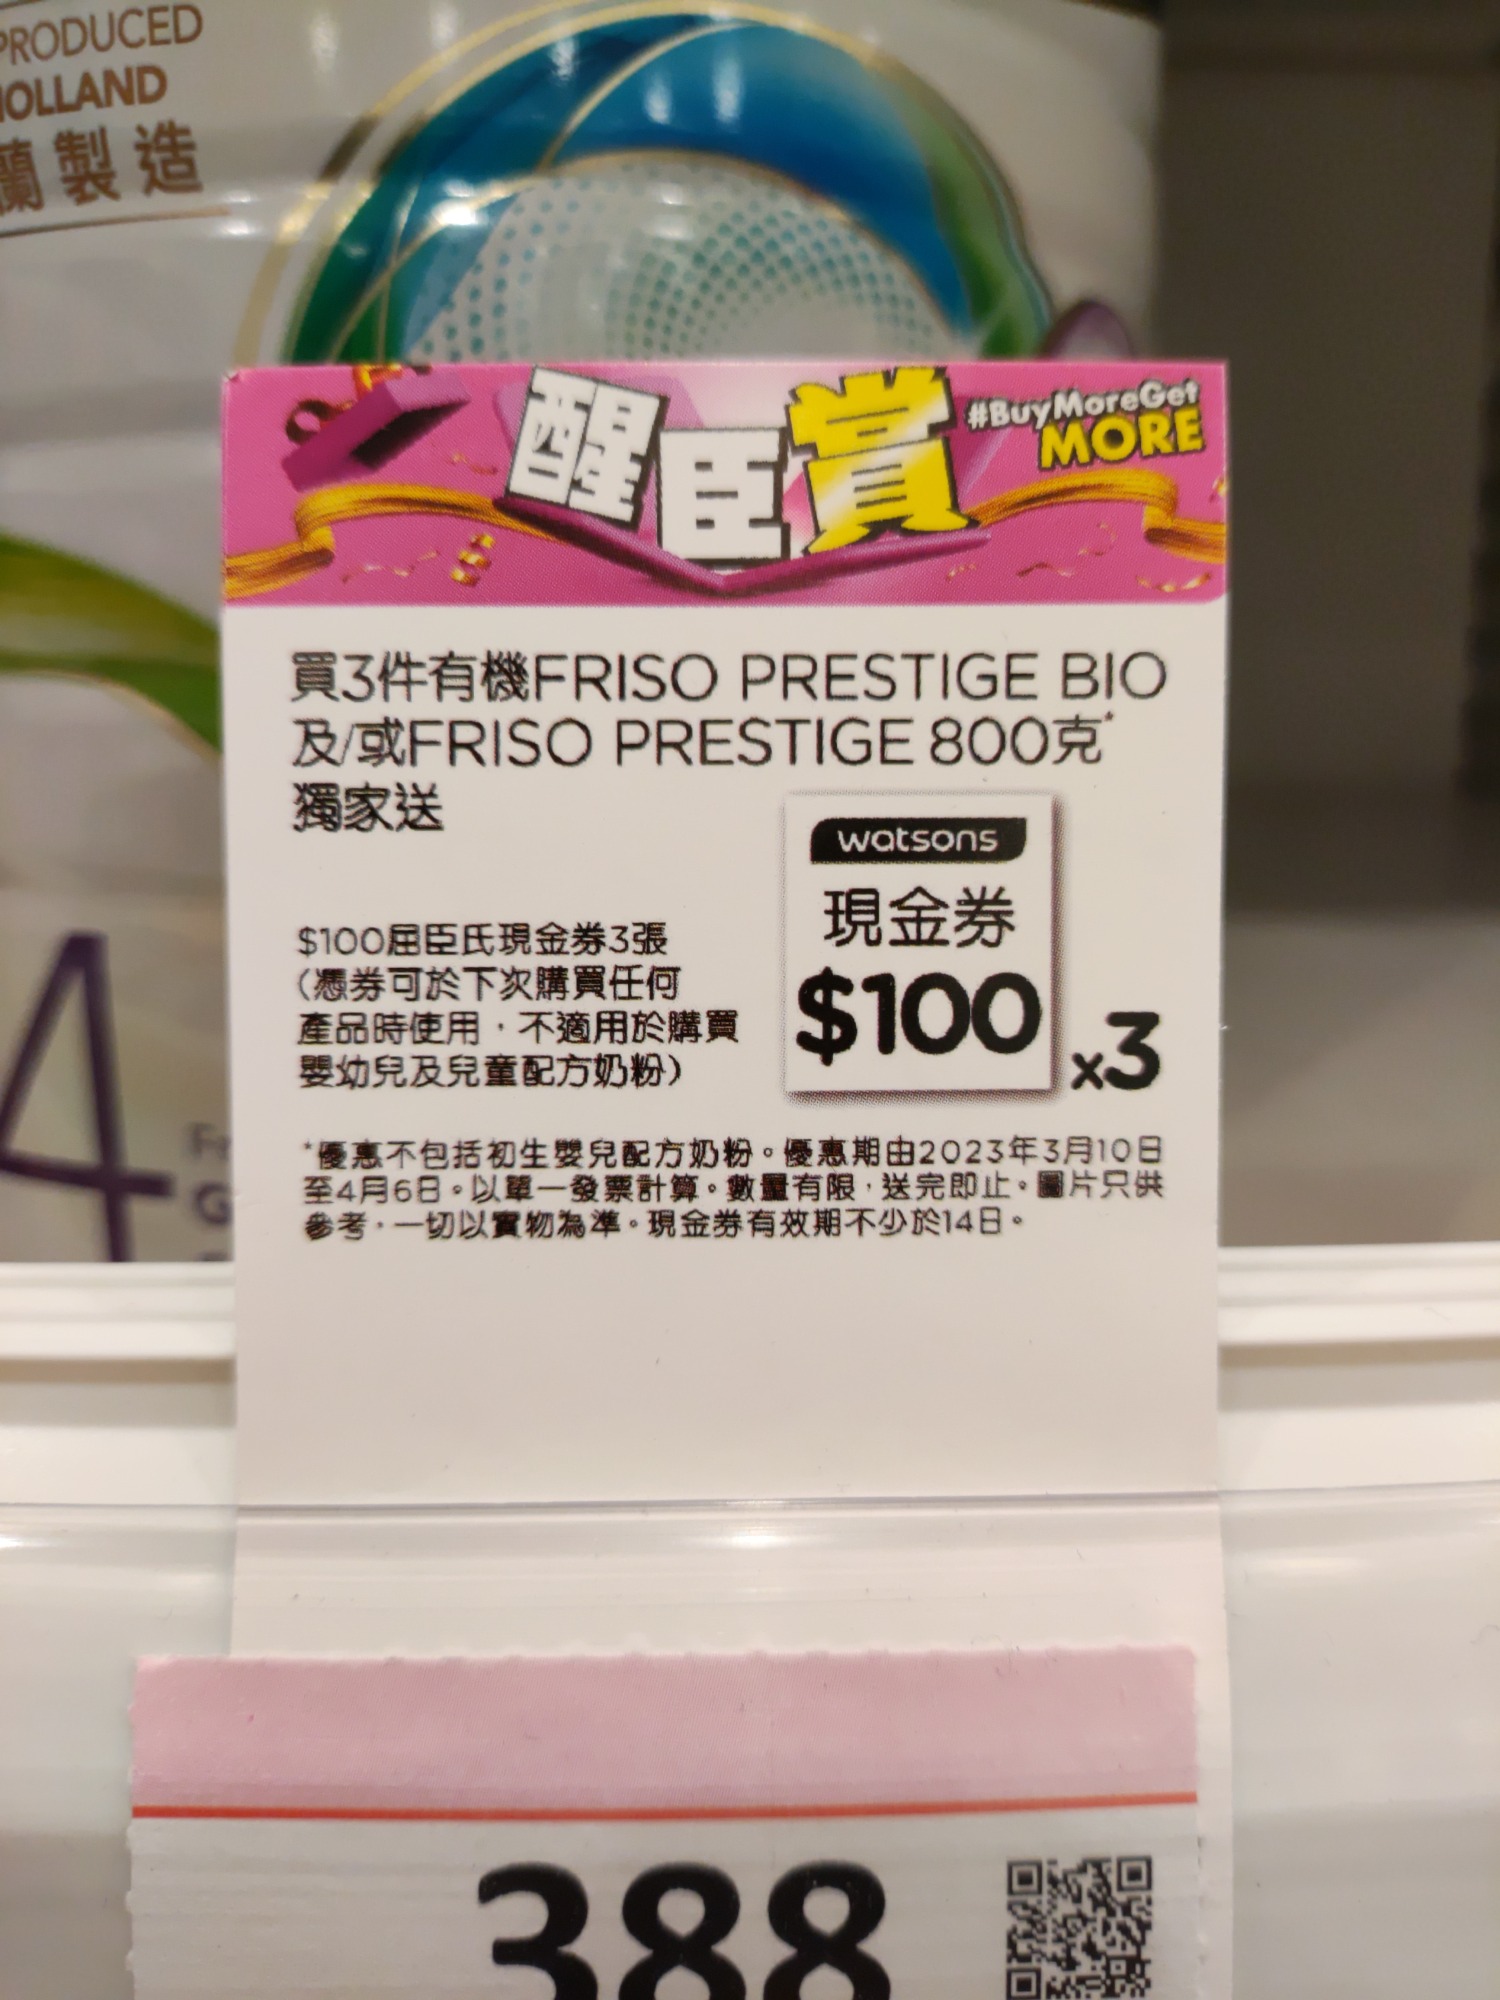 PRODUCED
HOLLAND
蘭製造
醒臣賞
#BuyMoreGet
MORE
買3件有機FRISO PRESTIGE BIO
及/或FRISO PRESTIGE 800克*
獨家送
watsons
現金券
$100
x3
$100屈臣氏現金券3張
(憑券可於下次購買任何
產品時使用，不適用於購買
嬰幼兒及兒童配方奶粉)
*優惠不包括初生嬰兒配方奶粉。優惠期由2023年3月10日
至4月6日。以單一發票計算。數量有限，送完即止。圖片只供
參考，一切以實物為準。現金券有效期不少於14日。
4
388